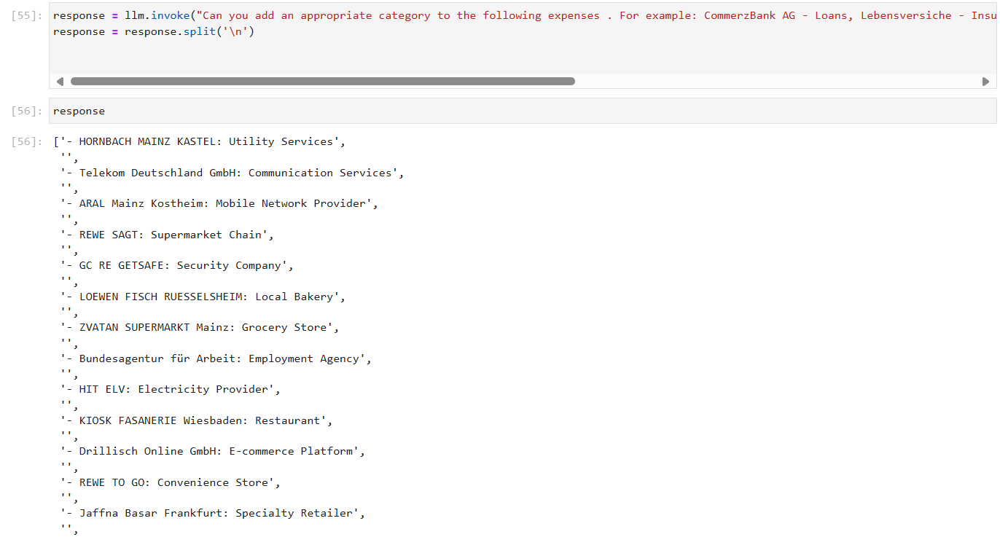 [55]: response = llm.invoke("Can you add an appropriate category to the following expenses . For example: CommerzBank AG - Loans, Lebensversiche - Insu
response = response.split('\n')
[56]: response
[56]: ['- HORNBACH MAINZ KASTEL: Utility Services',
'',
'- Telekom Deutschland GmbH: Communication Services',
'',
'- ARAL Mainz Kostheim: Mobile Network Provider',
'',
'- REWE SAGT: Supermarket Chain',
'',
'- GC RE GETSAFE: Security Company',
'',
'- LOEWEN FISCH RUESSELSHEIM: Local Bakery',
'',
'- ZVATAN SUPERMARKT Mainz: Grocery Store',
'',
'- Bundesagentur für Arbeit: Employment Agency',
'',
'- HIT ELV: Electricity Provider',
'',
'- KIOSK FASANERIE Wiesbaden: Restaurant',
'',
'- Drillisch Online GmbH: E-commerce Platform',
'',
'- REWE TO GO: Convenience Store',
'',
'- Jaffna Basar Frankfurt: Specialty Retailer',
'',